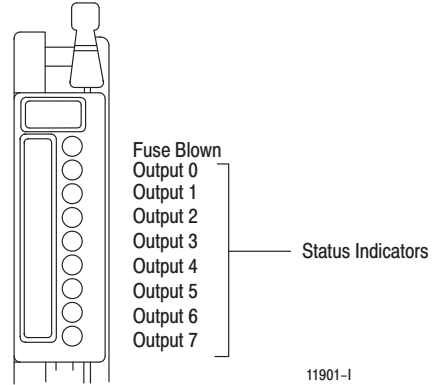 Fuse Blown
Output 0
Output 1
Output 2
Output 3
Output 4
Output 5
Output 6
Output 7
Status Indicators
11901–I